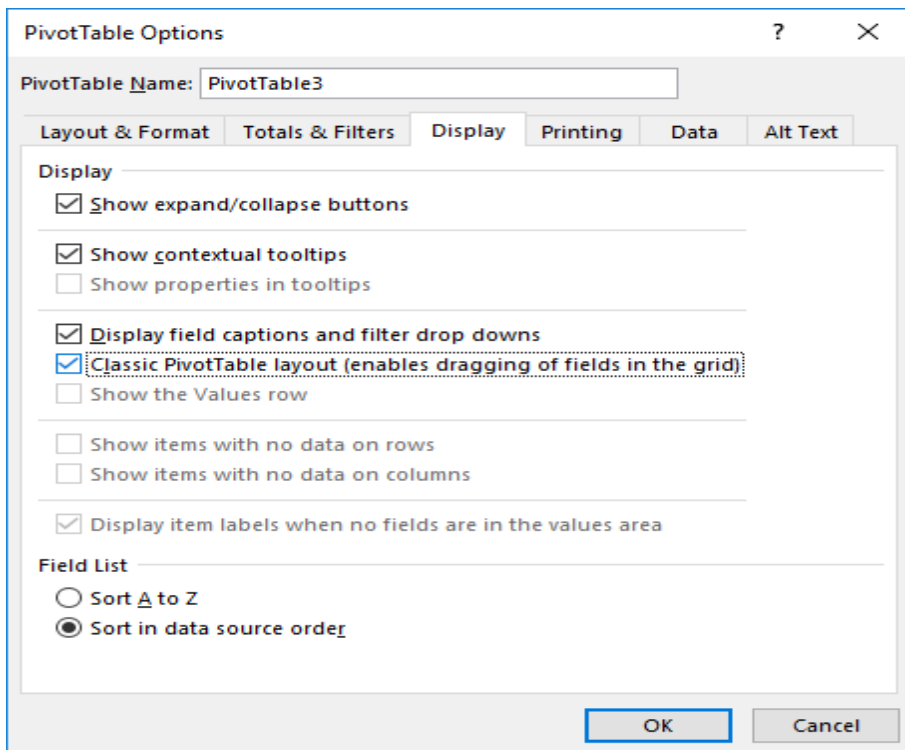 PivotTable Options ?
PivotTable Name: PivotTable3
Layout & Format Totals & Filters Display Printing Data Alt Text
Display
Show expand/collapse buttons
Show contextual tooltips
Show properties in tooltips
Display field captions and filter drop downs
Classic PivotTable layout (enables dragging of fields in the grid)
Show the Values row
Show items with no data on rows
Show items with no data on columns
Display item labels when no fields are in the values area
Field List
Sort A to Z
Sort in data source order
OK Cancel